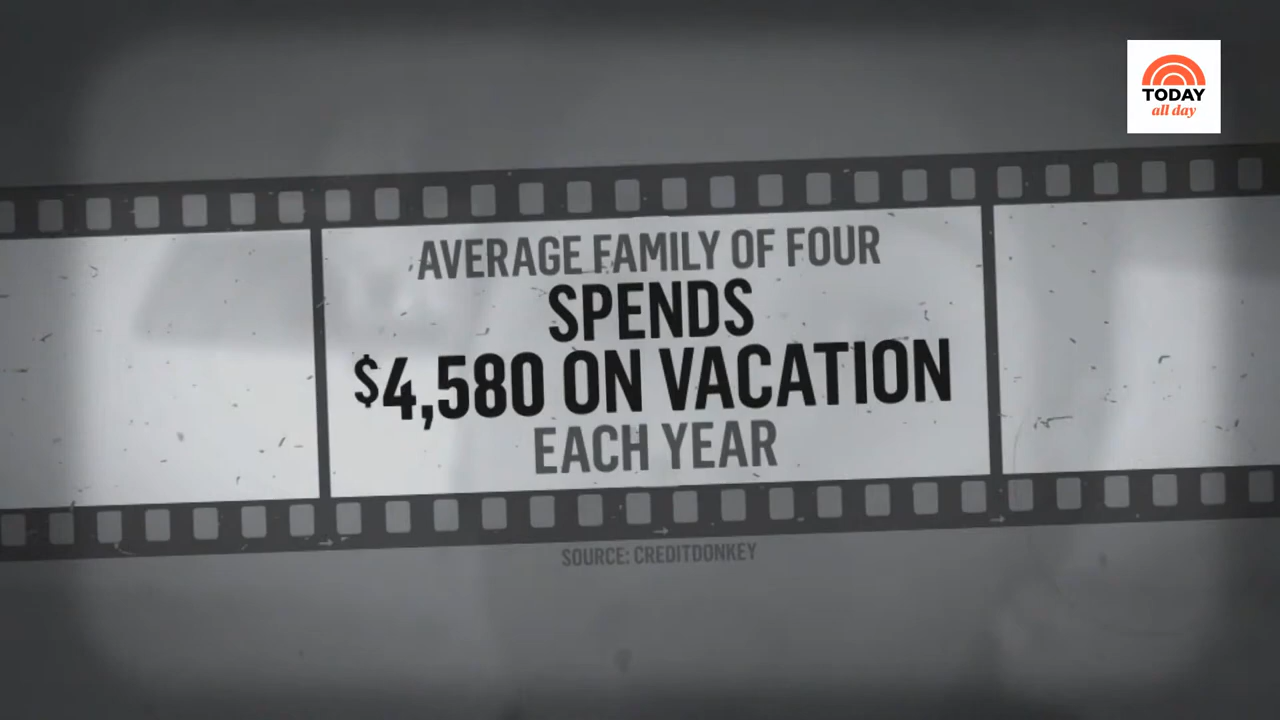 TODAY
all day
AVERAGE FAMILY OF FOUR
SPENDS
$4,580 ON VACATION
EACH YEAR
SOURCE: CREDITDONKEY